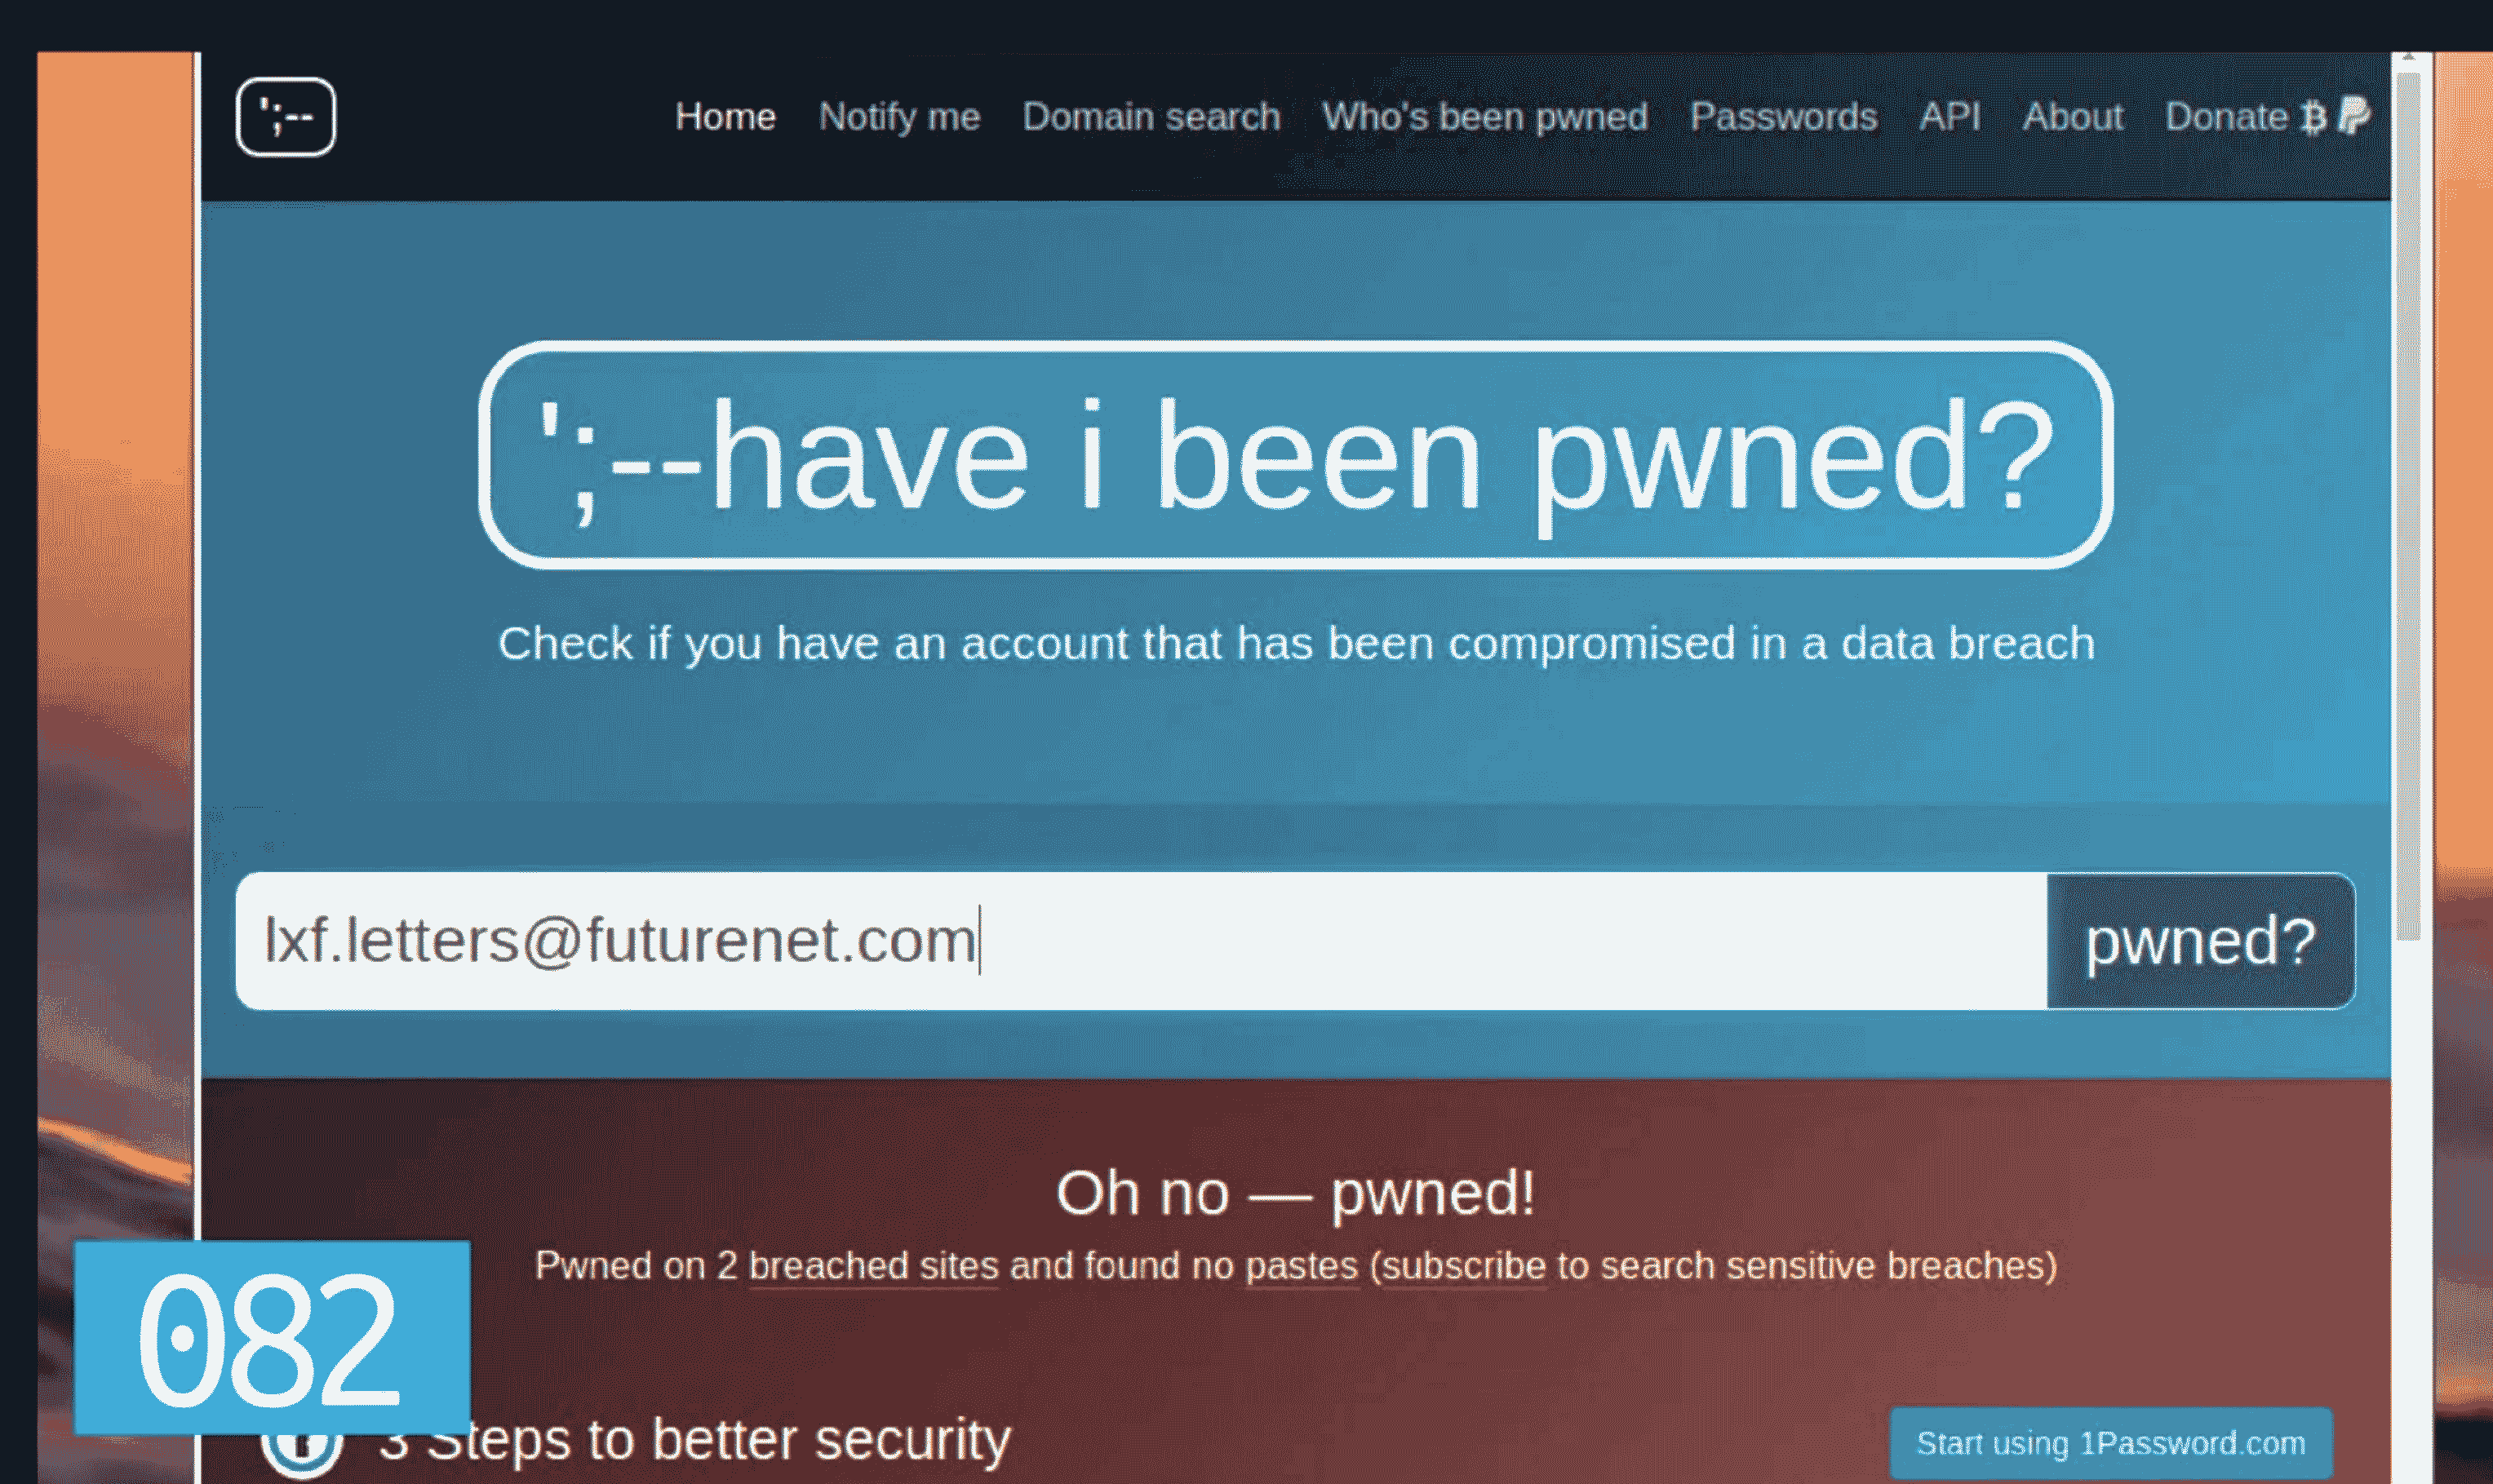 ';--
Home Notify me Domain search Who's been pwned Passwords API About Donate
';--have i been pwned?
Check if you have an account that has been compromised in a data breach
lxf.letters@futurenet.com
pwned?
Oh no — pwned!
Pwned on 2 breached sites and found no pastes (subscribe to search sensitive breaches)
082
3 Steps to better security
Start using 1Password.com